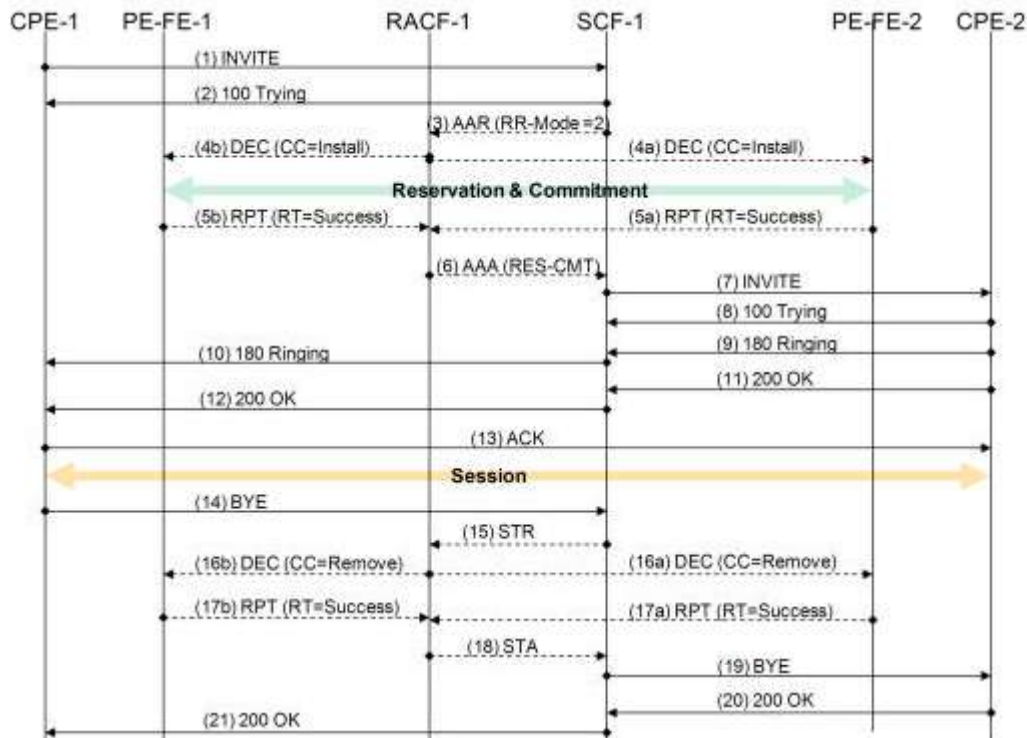 CPE-1 PE-FE-1 RACF-1 SCF-1 PE-FE-2 CPE-2
(1) INVITE
(2) 100 Trying
(3) AAR (RR-Mode =2)
(4b) DEC (CC=Install) (4a) DEC (CC=Install)
Reservation & Commitment
(5b) RPT (RT=Success) (5a) RPT (RT=Success)
(6) AAA (RES-CMT)
(7) INVITE
(8) 100 Trying
(9) 180 Ringing
(10) 180 Ringing
(11) 200 OK
(12) 200 OK
(13) ACK
Session
(14) BYE
(15) STR
(16b) DEC (CC=Remove) (16a) DEC (CC=Remove)
(17b) RPT (RT=Success) (17a) RPT (RT=Success)
(18) STA
(19) BYE
(20) 200 OK
(21) 200 OK